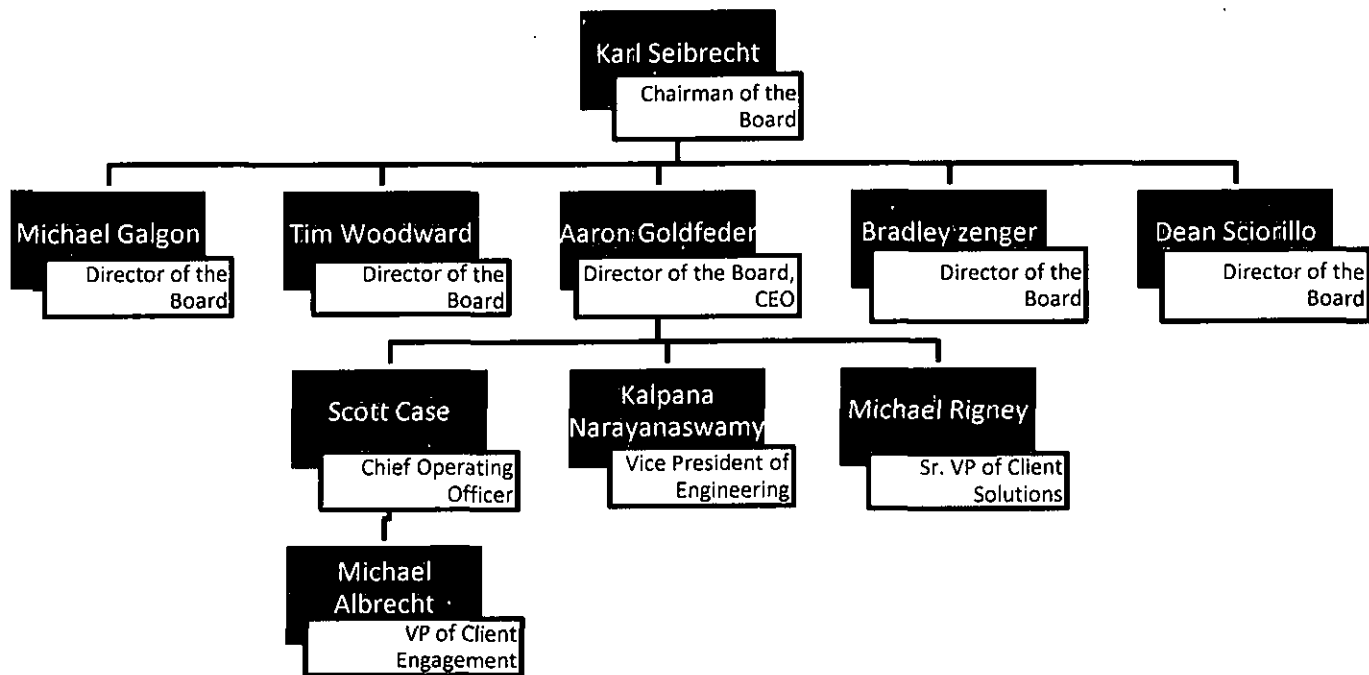 Karl Seibrecht
Chairman of the
Board
Michael Galgon
Director of the
Board
Tim Woodward
Director of the
Board
Aaron Goldfeder
Director of the Board,
CEO
Bradley zenger
Director of the
Board
Dean Sciorillo
Director of the
Board
Scott Case
Chief Operating
Officer
Kalpana
Narayanaswamy
Vice President of
Engineering
Michael Rigney
Sr. VP of Client
Solutions
Michael
Albrecht
VP of Client
Engagement